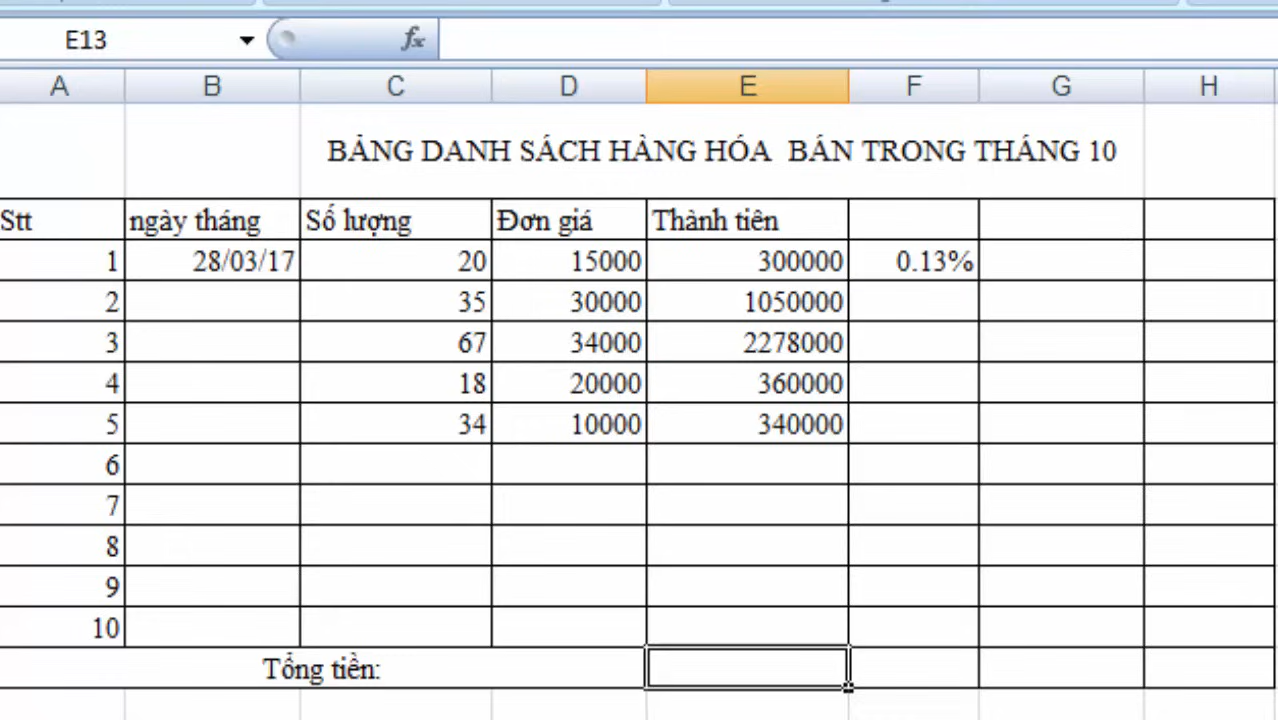 E13 fx
A B C D E F G H
BẢNG DANH SÁCH HÀNG HÓA BÁN TRONG THÁNG 10
Stt ngày tháng Số lượng Đơn giá Thành tiên
1 28/03/17 20 15000 300000 0.13%
2 35 30000 1050000
3 67 34000 2278000
4 18 20000 360000
5 34 10000 340000
6
7
8
9
10
Tổng tiền: